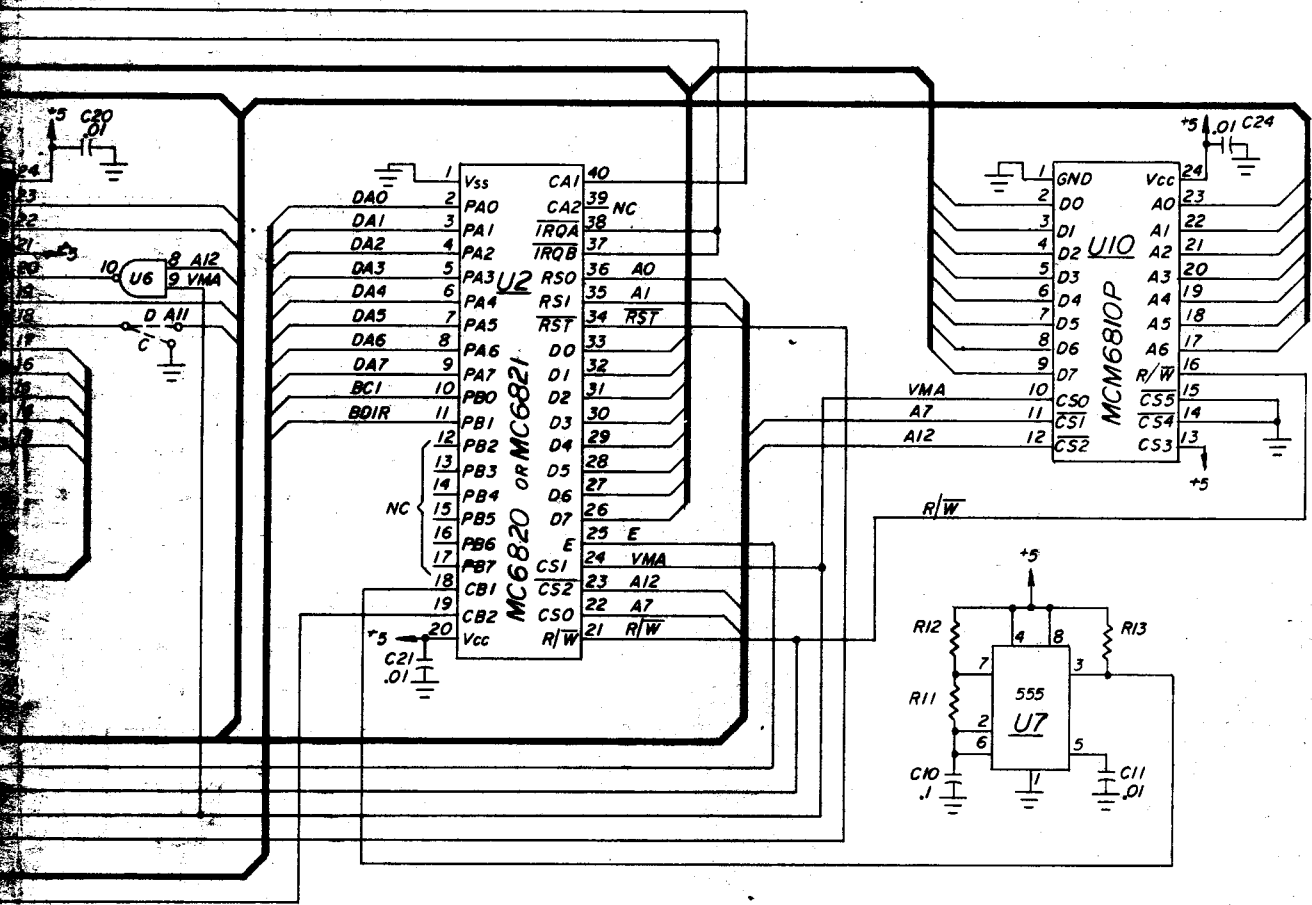 +5 C20
.01
24
23
22
21
+5
20
19
18
17
16
15
14
13
10 U6 8 A12
9 VMA
D A11
C
1 Vss
DA0 2 PA0
DA1 3 PA1
DA2 4 PA2
DA3 5 PA3
DA4 6 PA4
DA5 7 PA5
DA6 8 PA6
DA7 9 PA7
BC1 10 PB0
BDIR 11 PB1
12 PB2
13 PB3
14 PB4
NC
15 PB5
16 PB6
17 PB7
18 CB1
19 CB2
+5 20 Vcc
C21
.01
U2
MC6820 OR MC6821
CA1 40
CA2 39 NC
IRQA 38
IRQB 37
RS0 36 A0
RS1 35 A1
RST 34 RST
D0 33
D1 32
D2 31
D3 30
D4 29
D5 28
D6 27
D7 26
E 25 E
CS1 24 VMA
CS2 23 A12
CS0 22 A7
R/W 21 R/W
+5 .01 C24
1 GND
2 D0
3 D1
4 D2
5 D3
6 D4
7 D5
8 D6
9 D7
VMA 10 CS0
A7 11 CS1
A12 12 CS2
U10
MCM6810P
Vcc 24
A0 23
A1 22
A2 21
A3 20
A4 19
A5 18
A6 17
R/W 16
CS5 15
CS4 14
CS3 13
+5
R/W
+5
R12
R13
4 8
7 3
R11
555
U7
2
6 5
1
C10
.1
C11
.01